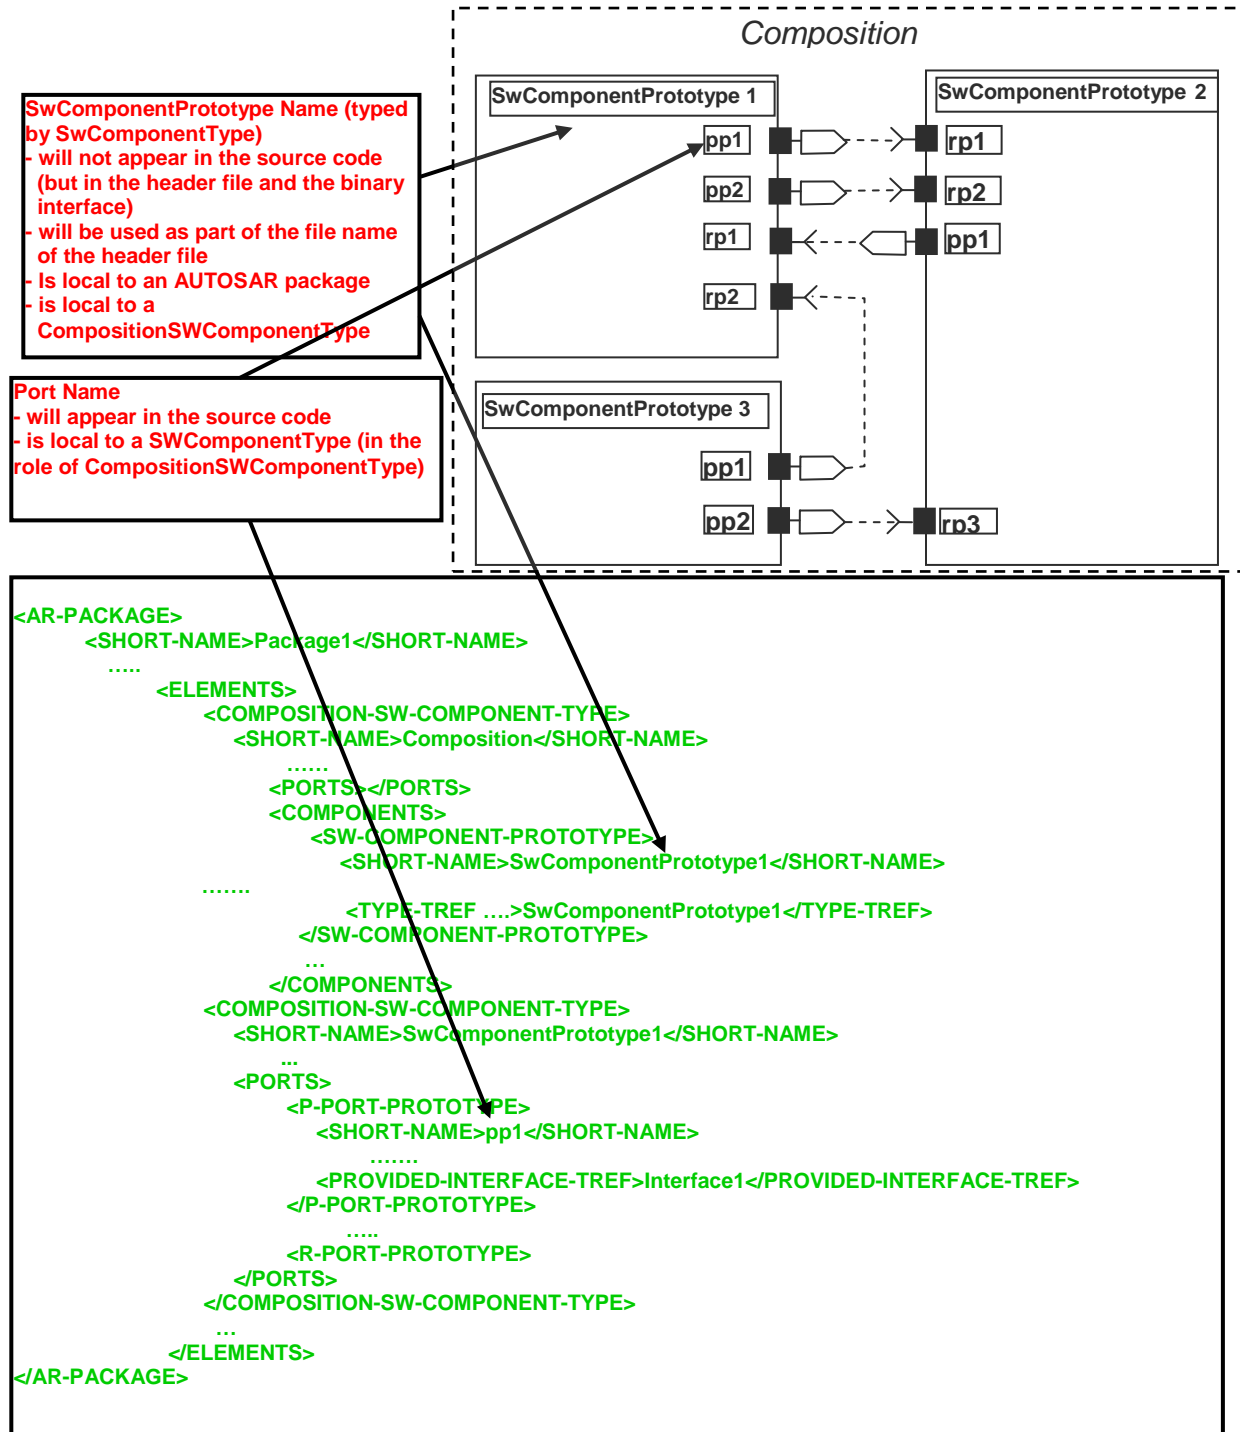 Composition
SwComponentPrototype Name (typed
by SwComponentType)
- will not appear in the source code
(but in the header file and the binary
interface)
- will be used as part of the file name
of the header file
- Is local to an AUTOSAR package
- is local to a
CompositionSWComponentType
Port Name
- will appear in the source code
- is local to a SWComponentType (in the
role of CompositionSWComponentType)
SwComponentPrototype 1
pp1
pp2
rp1
rp2
SwComponentPrototype 2
rp1
rp2
pp1
rp3
SwComponentPrototype 3
pp1
pp2
<AR-PACKAGE>
<SHORT-NAME>Package1</SHORT-NAME>
.....
<ELEMENTS>
<COMPOSITION-SW-COMPONENT-TYPE>
<SHORT-NAME>Composition</SHORT-NAME>
……
<PORTS></PORTS>
<COMPONENTS>
<SW-COMPONENT-PROTOTYPE>
<SHORT-NAME>SwComponentPrototype1</SHORT-NAME>
…….
<TYPE-TREF ….>SwComponentPrototype1</TYPE-TREF>
</SW-COMPONENT-PROTOTYPE>
…
</COMPONENTS>
<COMPOSITION-SW-COMPONENT-TYPE>
<SHORT-NAME>SwComponentPrototype1</SHORT-NAME>
...
<PORTS>
<P-PORT-PROTOTYPE>
<SHORT-NAME>pp1</SHORT-NAME>
…….
<PROVIDED-INTERFACE-TREF>Interface1</PROVIDED-INTERFACE-TREF>
</P-PORT-PROTOTYPE>
…..
<R-PORT-PROTOTYPE>
</PORTS>
</COMPOSITION-SW-COMPONENT-TYPE>
…
</ELEMENTS>
</AR-PACKAGE>